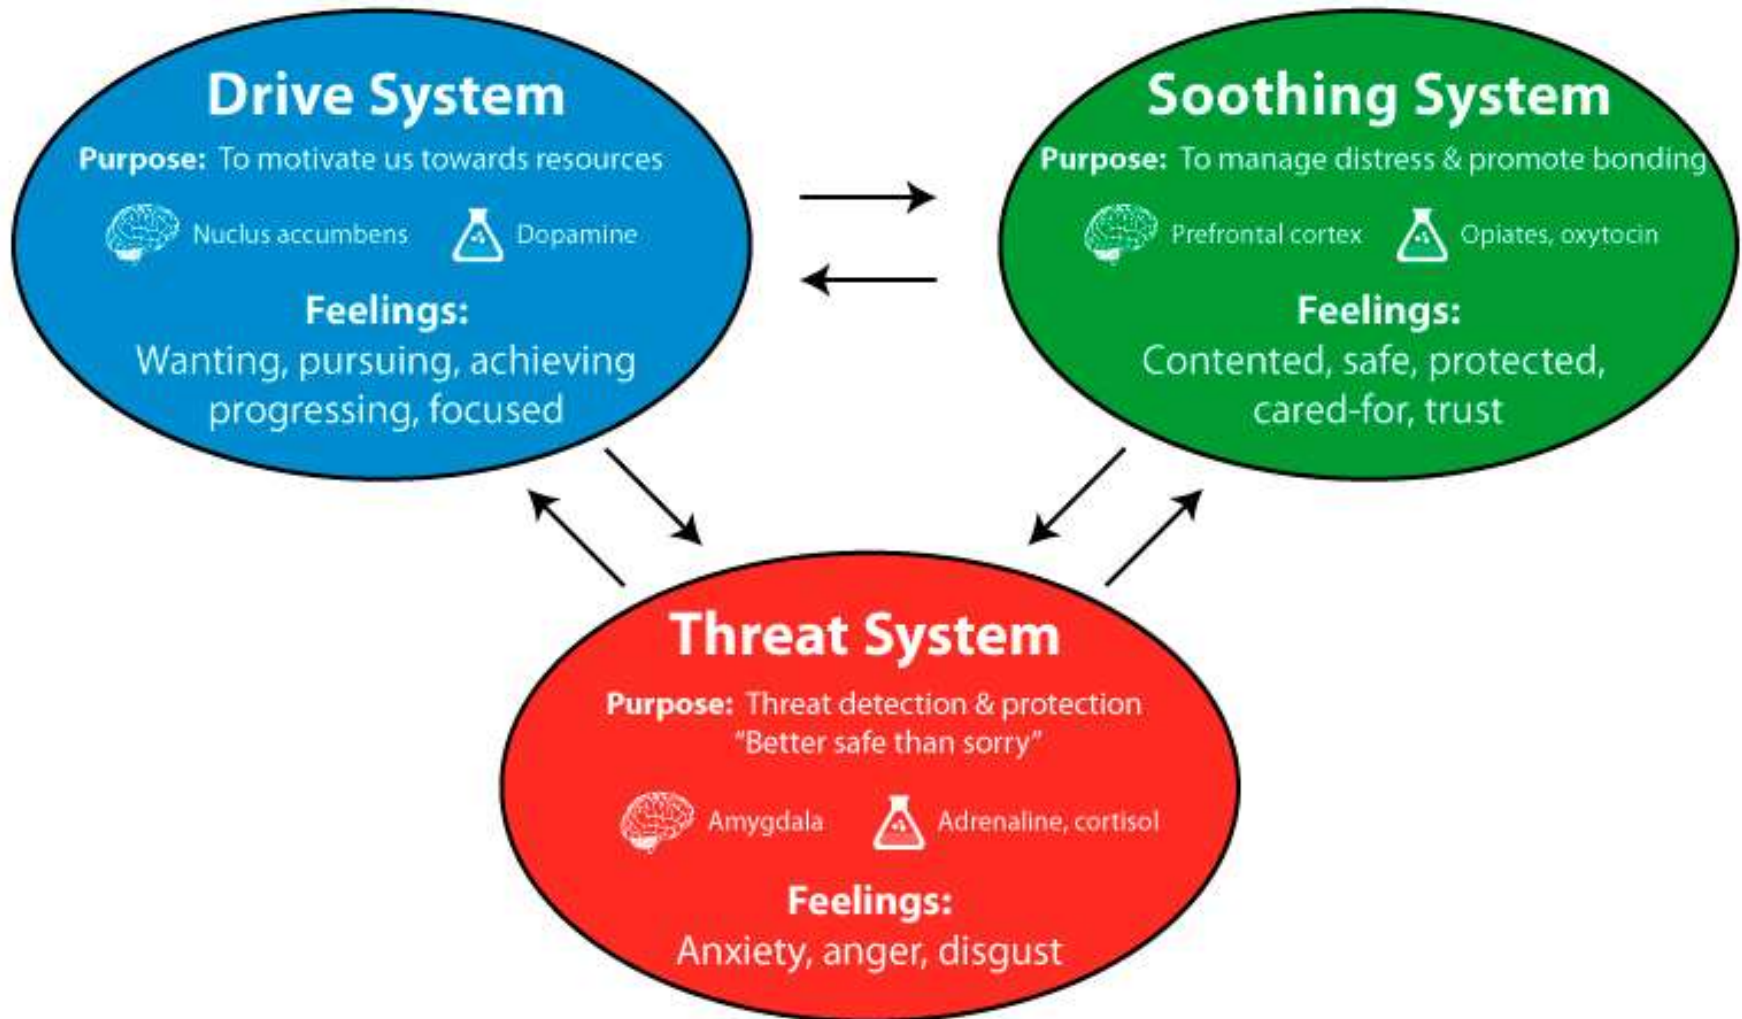 Drive System
Purpose: To motivate us towards resources
Nuclus accumbens
Dopamine
Feelings:
Wanting, pursuing, achieving
progressing, focused
Soothing System
Purpose: To manage distress & promote bonding
Prefrontal cortex
Opiates, oxytocin
Feelings:
Contented, safe, protected,
cared-for, trust
Threat System
Purpose: Threat detection & protection
"Better safe than sorry"
Amygdala
Adrenaline, cortisol
Feelings:
Anxiety, anger, disgust